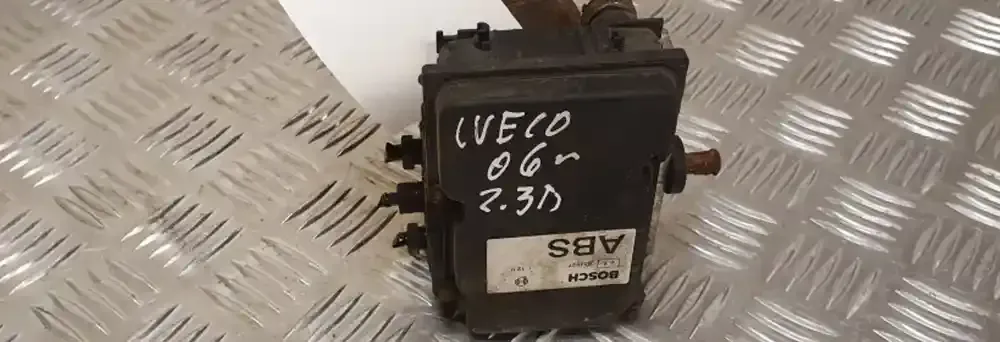 IVECO
06r
2.3D
ABS
BOSCH